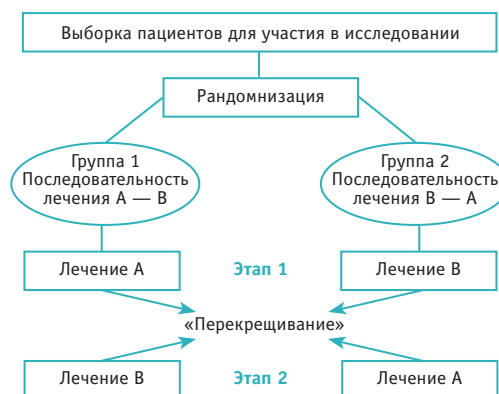 Выборка пациентов для участия в исследовании
Рандомнизация
Группа 1
Последовательность
лечения А — В
Группа 2
Последовательность
лечения В — А
Лечение А
Этап 1
Лечение В
«Перекрещивание»
Лечение В
Этап 2
Лечение А